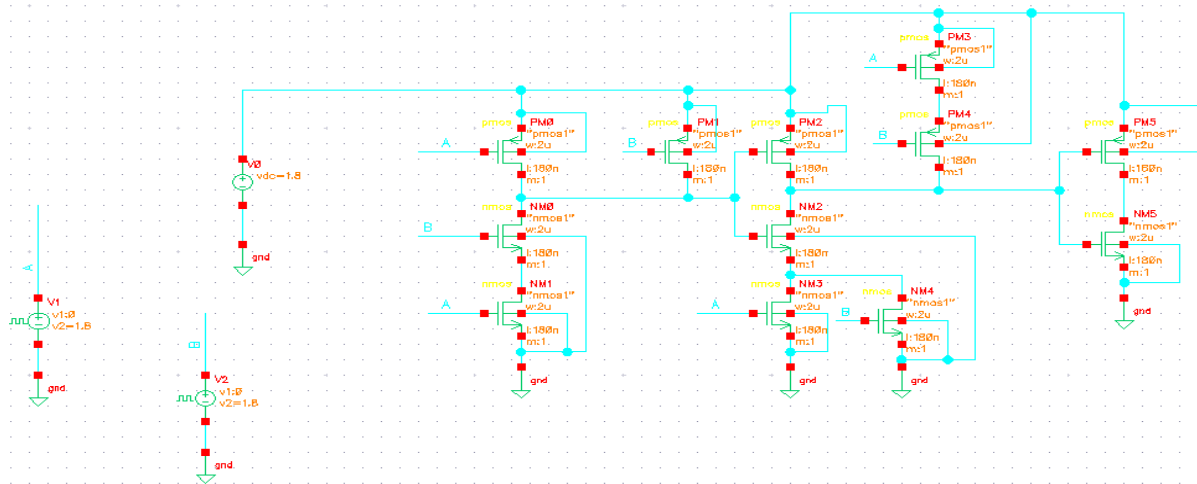 pmos
PM3
"pmos1"
w:2u
A
l:180n
m:1
pmos
PM4
"pmos1"
w:2u
B
l:180n
m:1
pmos
PM0
"pmos1"
w:2u
A
l:180n
m:1
pmos
PM1
"pmos1"
w:2u
B
l:180n
m:1
pmos
PM2
"pmos1"
w:2u
l:180n
m:1
pmos
PM5
"pmos1"
w:2u
l:180n
m:1
V0
vdc=1.8
gnd
nmos
NM0
"nmos1"
w:2u
B
l:180n
m:1
nmos
NM2
"nmos1"
w:2u
l:180n
m:1
nmos
NM5
"nmos1"
w:2u
l:180n
m:1
gnd
nmos
NM1
"nmos1"
w:2u
A
l:180n
m:1
gnd
nmos
NM3
"nmos1"
w:2u
A
l:180n
m:1
gnd
nmos
NM4
"nmos1"
w:2u
B
l:180n
m:1
gnd
A
V1
v1:0
v2=1.8
gnd
B
V2
v1:0
v2=1.8
gnd